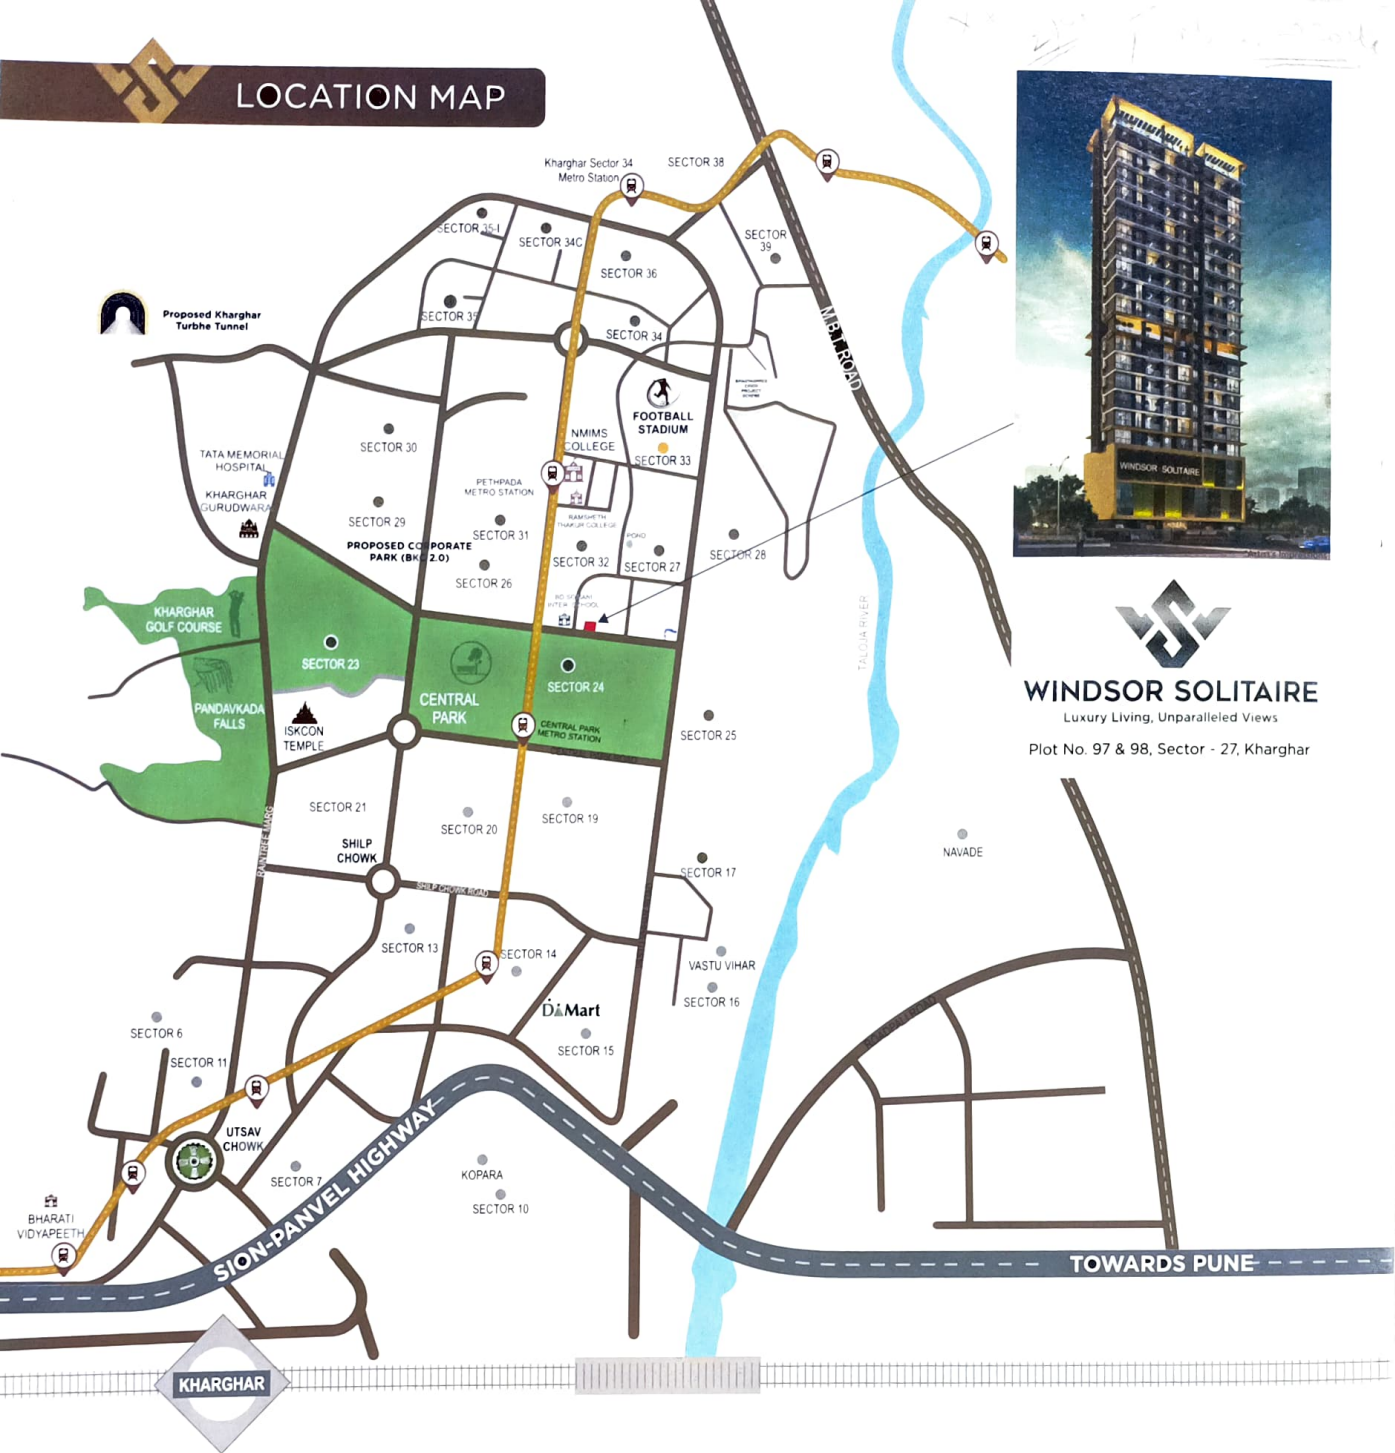 LOCATION MAP
Kharghar Sector 34
Metro Station
SECTOR 38
SECTOR 35-I
SECTOR 34C
SECTOR
39
SECTOR 36
SECTOR 35
SECTOR 34
Proposed Kharghar
Turbhe Tunnel
M.B.T. ROAD
FOOTBALL
STADIUM
SECTOR 33
NMIMS
COLLEGE
SECTOR 30
TATA MEMORIAL
HOSPITAL
KHARGHAR
GURUDWARA
PETHPADA
METRO STATION
SECTOR 29
SECTOR 31
RAMSHETH
THAKUR COLLEGE
POND
PROPOSED CORPORATE
PARK (BKC 2.0)
SECTOR 26
SECTOR 32
SECTOR 27
SECTOR 28
WINDSOR SOLITAIRE
KHARGHAR
GOLF COURSE
SECTOR 23
SECTOR 24
CENTRAL
PARK
CENTRAL PARK
METRO STATION
PANDAVKADA
FALLS
ISKCON
TEMPLE
TALOJA RIVER
SECTOR 25
WINDSOR SOLITAIRE
Luxury Living, Unparalleled Views
Plot No. 97 & 98, Sector - 27, Kharghar
SECTOR 21
SECTOR 20
SECTOR 19
RAINTREE MARG
SHILP
CHOWK
SHILP CHOWK ROAD
SECTOR 17
NAVADE
SECTOR 13
SECTOR 14
VASTU VIHAR
SECTOR 16
DMart
SECTOR 15
ROADPALI ROAD
SECTOR 6
SECTOR 11
UTSAV
CHOWK
SECTOR 7
KOPARA
SECTOR 10
BHARATI
VIDYAPEETH
SION-PANVEL HIGHWAY
TOWARDS PUNE
KHARGHAR